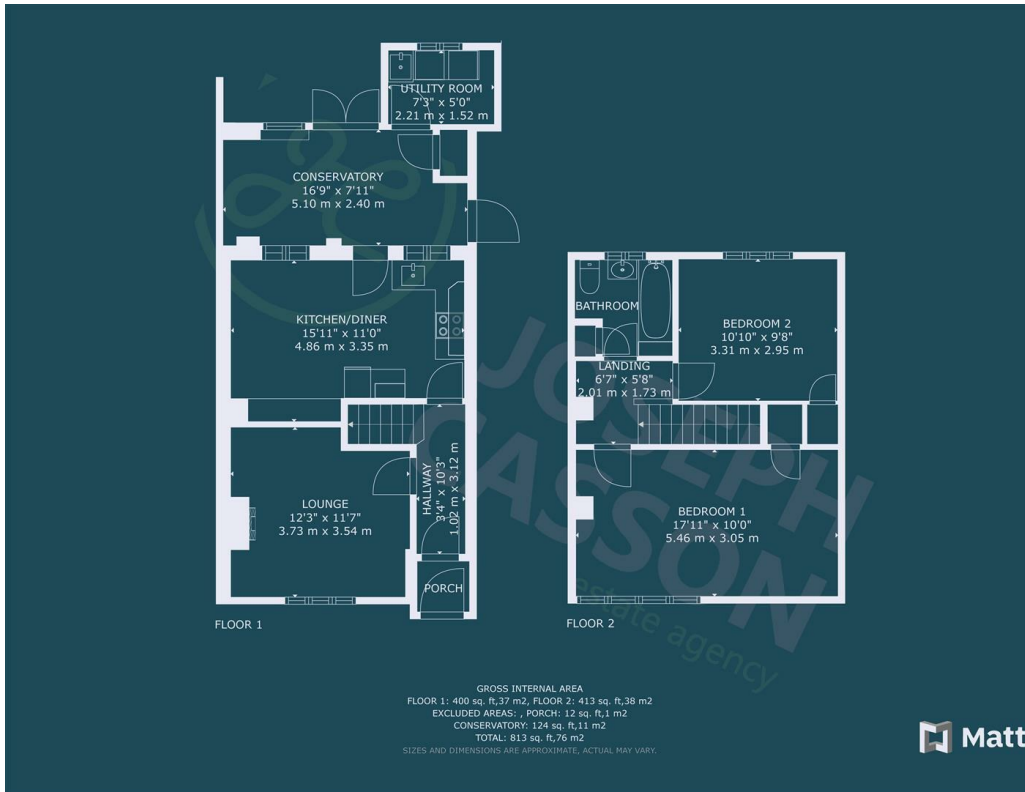 UTILITY ROOM
7'3" x 5'0"
2.21 m x 1.52 m
CONSERVATORY
16'9" x 7'11"
5.10 m x 2.40 m
KITCHEN/DINER
15'11" x 11'0"
4.86 m x 3.35 m
LOUNGE
12'3" x 11'7"
3.73 m x 3.54 m
HALLWAY
3'4" x 10'3"
1.02 m x 3.12 m
PORCH
FLOOR 1
BATHROOM
BEDROOM 2
10'10" x 9'8"
3.31 m x 2.95 m
LANDING
6'7" x 5'8"
2.01 m x 1.73 m
BEDROOM 1
17'11" x 10'0"
5.46 m x 3.05 m
FLOOR 2
JOSEPH
CASSON
estate agency
GROSS INTERNAL AREA
FLOOR 1: 400 sq. ft,37 m2, FLOOR 2: 413 sq. ft,38 m2
EXCLUDED AREAS: , PORCH: 12 sq. ft,1 m2
CONSERVATORY: 124 sq. ft,11 m2
TOTAL: 813 sq. ft,76 m2
SIZES AND DIMENSIONS ARE APPROXIMATE, ACTUAL MAY VARY.
Matt